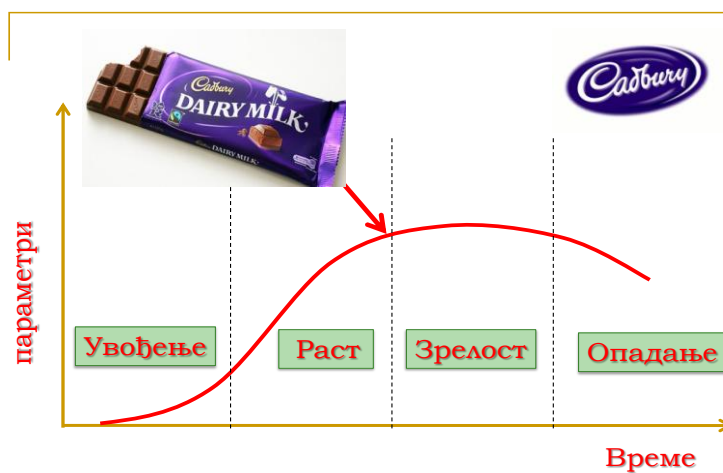 Cadbury
DAIRY MILK
DAIRY MILK
Cadbury
параметри
Увођење
Раст
Зрелост
Опадање
Време